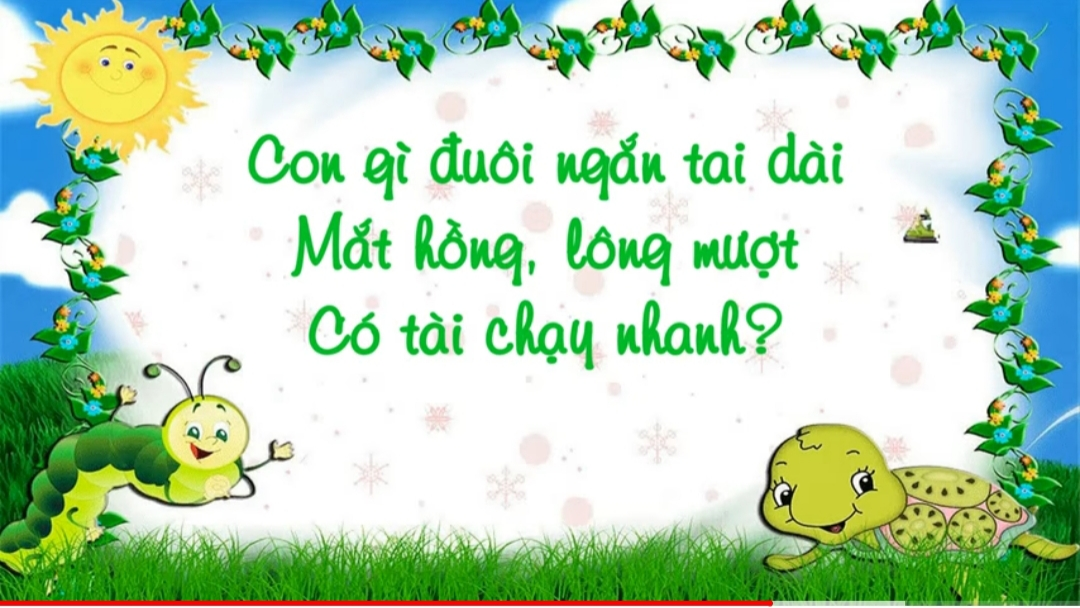 Con gì đuôi ngắn tai dài
Mắt hồng, lông mượt
Có tài chạy nhanh?